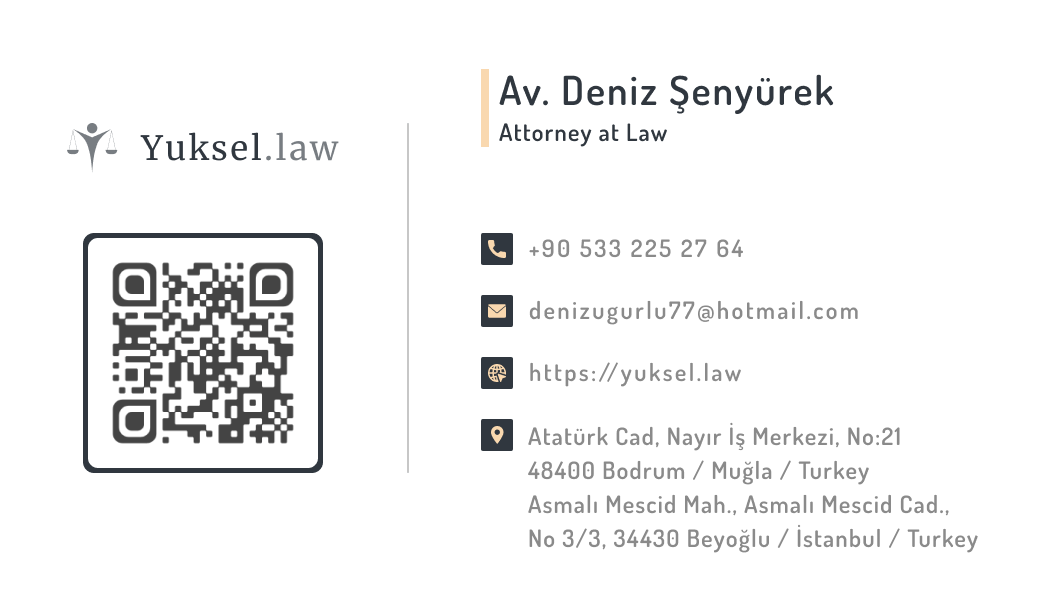 Yuksel.law
Av. Deniz Şenyürek
Attorney at Law
+90 533 225 27 64
denizugurlu77@hotmail.com
https://yuksel.law
Atatürk Cad, Nayır İş Merkezi, No:21
48400 Bodrum / Muğla / Turkey
Asmalı Mescid Mah., Asmalı Mescid Cad.,
No 3/3, 34430 Beyoğlu / İstanbul / Turkey